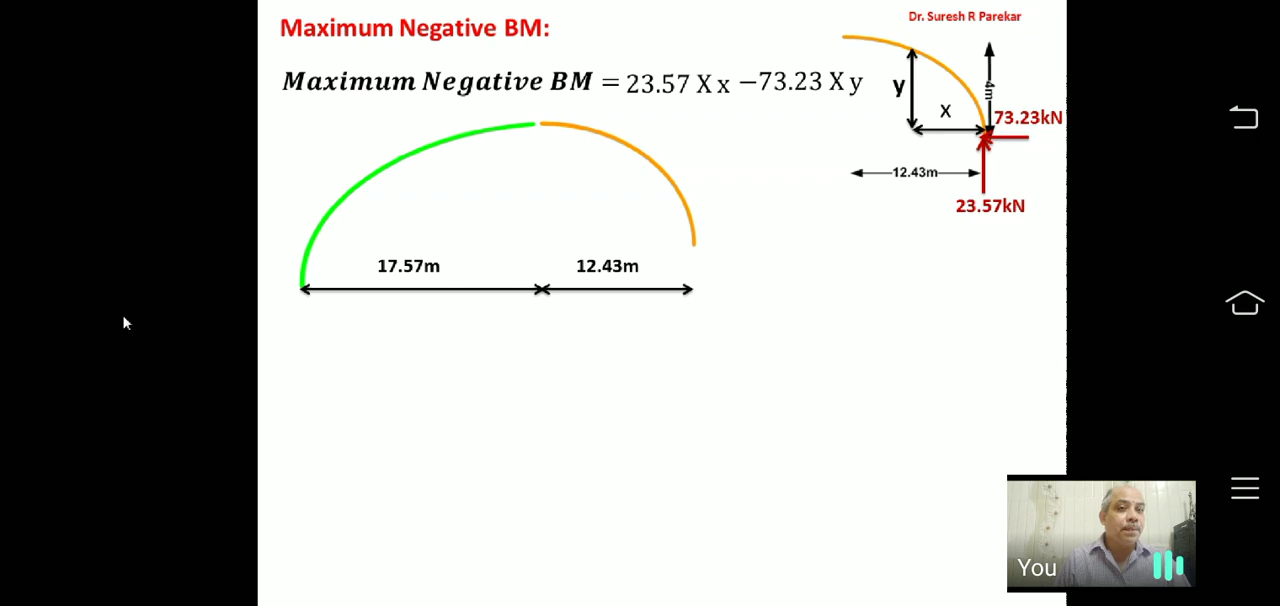 Dr. Suresh R Parekar
Maximum Negative BM:
Maximum Negative BM = 23.57 X x −73.23 X y
y
4m
X
73.23kN
12.43m
23.57kN
17.57m
12.43m
You